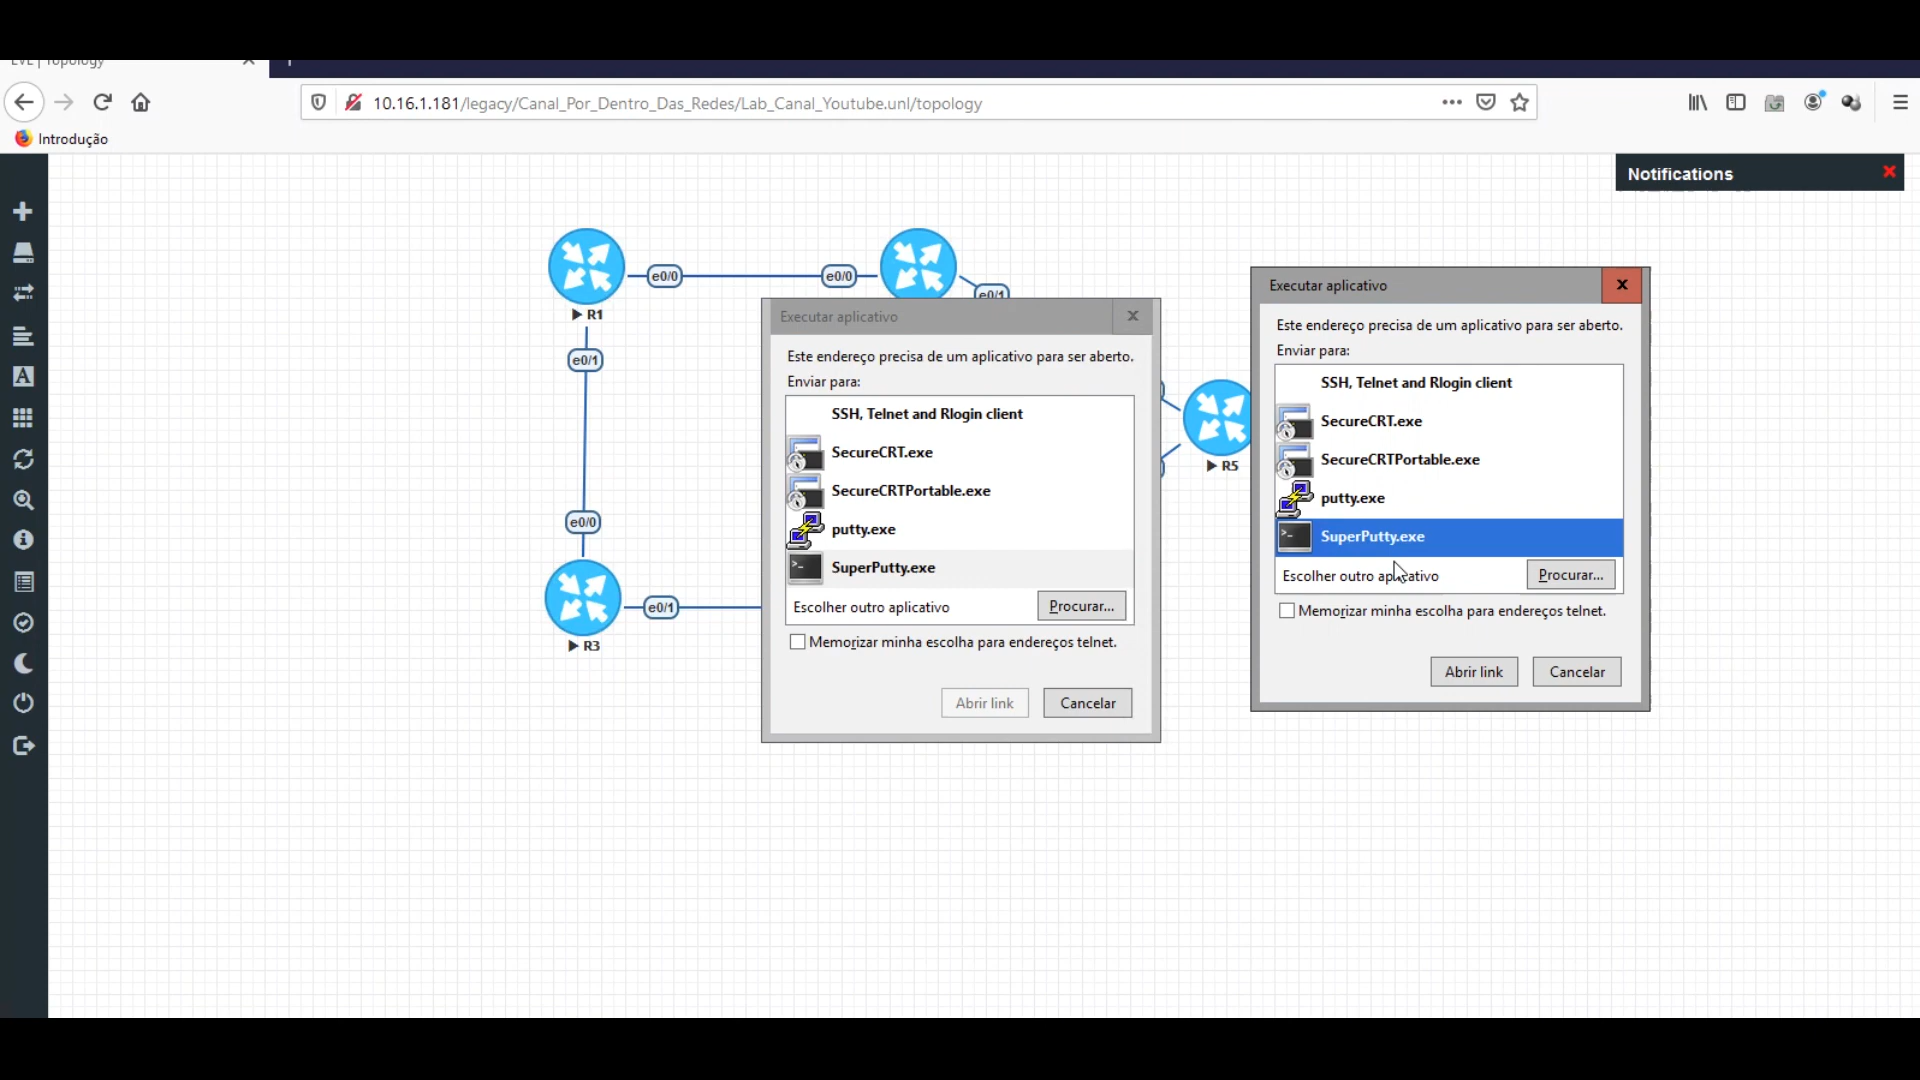 EVE | Topology
10.16.1.181/legacy/Canal_Por_Dentro_Das_Redes/Lab_Canal_Youtube.unl/topology
Introdução
Notifications
e0/0
e0/0
e0/1
R1
e0/1
e0/0
e0/1
R3
R5
Executar aplicativo
Este endereço precisa de um aplicativo para ser aberto.
Enviar para:
SSH, Telnet and Rlogin client
SecureCRT.exe
SecureCRTPortable.exe
putty.exe
SuperPutty.exe
Escolher outro aplicativo
Procurar...
Memorizar minha escolha para endereços telnet.
Abrir link
Cancelar
Executar aplicativo
Este endereço precisa de um aplicativo para ser aberto.
Enviar para:
SSH, Telnet and Rlogin client
SecureCRT.exe
SecureCRTPortable.exe
putty.exe
SuperPutty.exe
Escolher outro aplicativo
Procurar...
Memorizar minha escolha para endereços telnet.
Abrir link
Cancelar